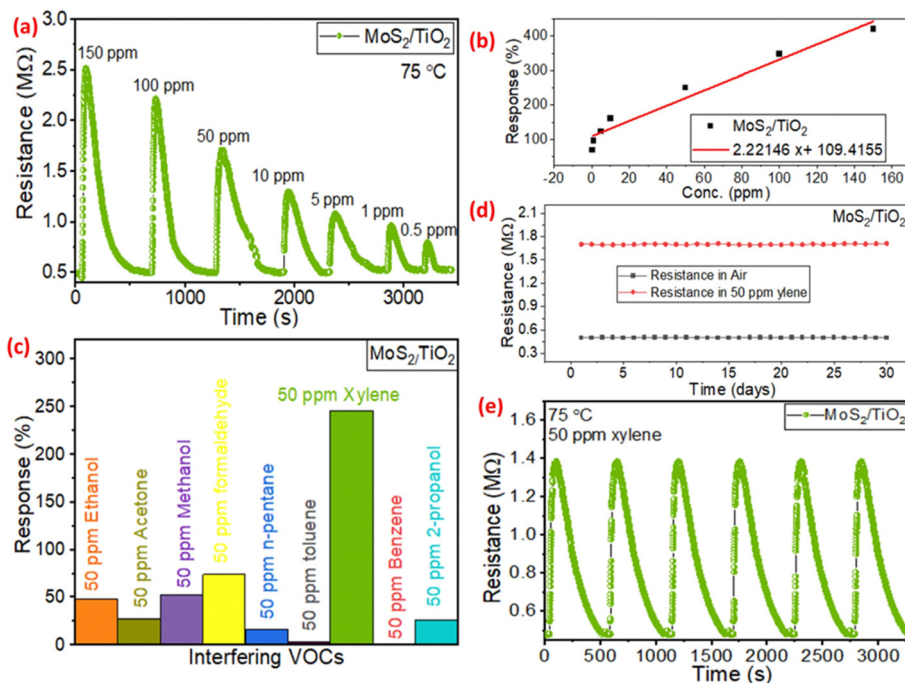 (a)
3.0
2.5
2.0
1.5
1.0
0.5
Resistance (MΩ)
150 ppm
100 ppm
50 ppm
10 ppm
5 ppm
1 ppm
0.5 ppm
MoS₂/TiO₂
75 °C
0 1000 2000 3000
Time (s)
(b)
400
300
200
100
Response (%)
MoS₂/TiO₂
2.22146 x+ 109.4155
0 20 40 60 80 100 120 140 160
Conc. (ppm)
(c)
300
250
200
150
100
50
0
Response (%)
MoS₂/TiO₂
50 ppm Ethanol
50 ppm Acetone
50 ppm Methanol
50 ppm formaldehyde
50 ppm n-pentane
50 ppm toluene
50 ppm Xylene
50 ppm Benzene
50 ppm 2-propanol
Interfering VOCs
(d)
2.1
1.8
1.5
1.2
0.9
0.6
0.3
Resistance (MΩ)
MoS₂/TiO₂
Resistance in Air
Resistance in 50 ppm ylene
0 5 10 15 20 25 30
Time (days)
(e)
1.6
1.4
1.2
1.0
0.8
0.6
Resistance (MΩ)
75 °C
50 ppm xylene
MoS₂/TiO₂
0 500 1000 1500 2000 2500 3000
Time (s)